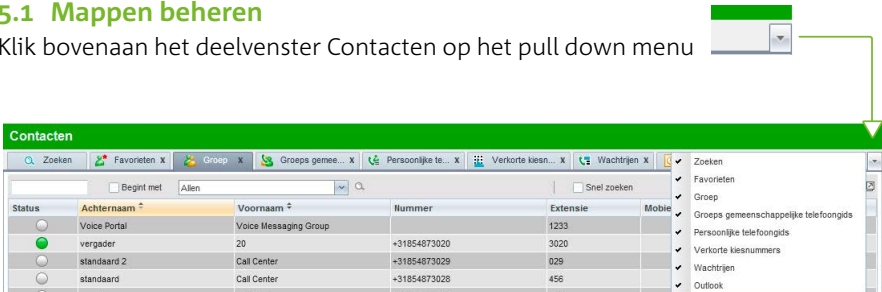 5.1 Mappen beheren
Klik bovenaan het deelvenster Contacten op het pull down menu
Contacten
Zoeken Favorieten X Groep X Groeps gemee... X Persoonlijke te... X Verkorte kiesn... X Wachtrijen X Zoeken
Begint met Allen Snel zoeken Favorieten
Groep
Status Achternaam Voornaam Nummer Extensie Mobie Groeps gemeenschappelijke telefoongids
Voice Portal Voice Messaging Group 1233 Persoonlijke telefoongids
vergader 20 +31854873020 3020 Verkorte kiesnummers
standaard 2 Call Center +31854873029 029 Wachtrijen
standaard Call Center +31854873028 456 Outlook